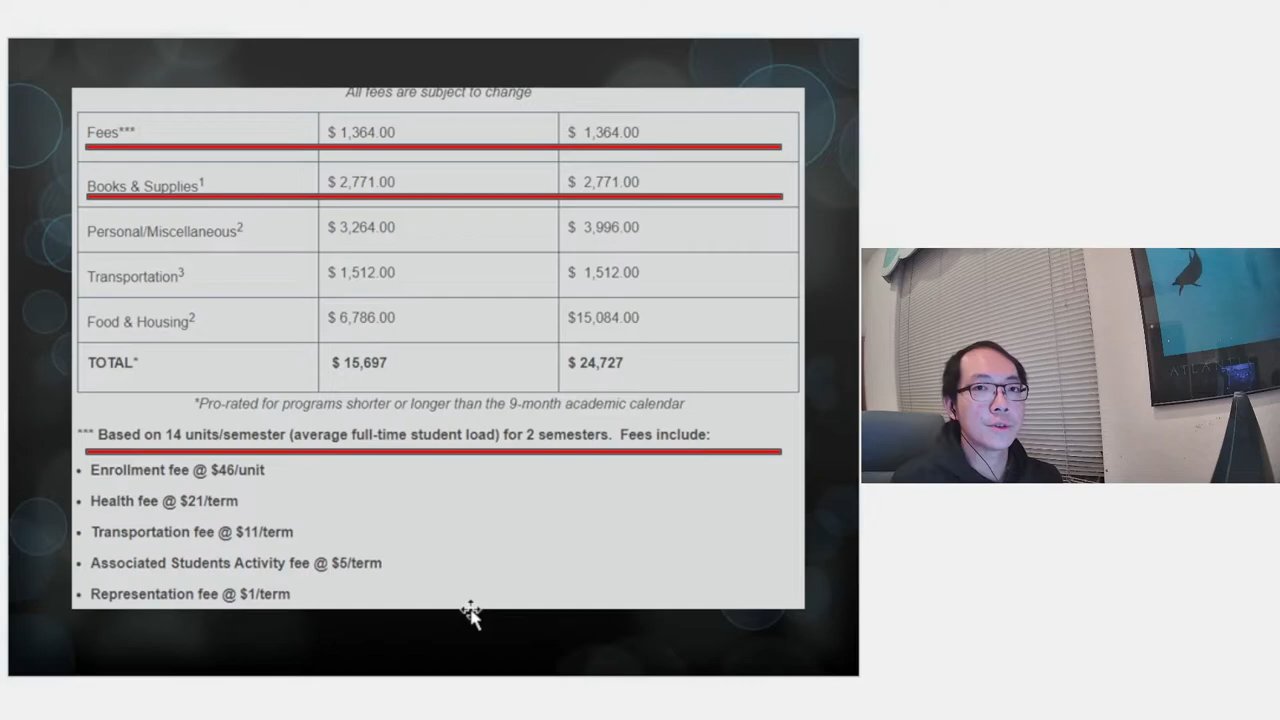 All fees are subject to change
Fees*** $ 1,364.00 $ 1,364.00
Books & Supplies1 $ 2,771.00 $ 2,771.00
Personal/Miscellaneous2 $ 3,264.00 $ 3,996.00
Transportation3 $ 1,512.00 $ 1,512.00
Food & Housing2 $ 6,786.00 $15,084.00
TOTAL* $ 15,697 $ 24,727
*Pro-rated for programs shorter or longer than the 9-month academic calendar
*** Based on 14 units/semester (average full-time student load) for 2 semesters. Fees include:
• Enrollment fee @ $46/unit
• Health fee @ $21/term
• Transportation fee @ $11/term
• Associated Students Activity fee @ $5/term
• Representation fee @ $1/term